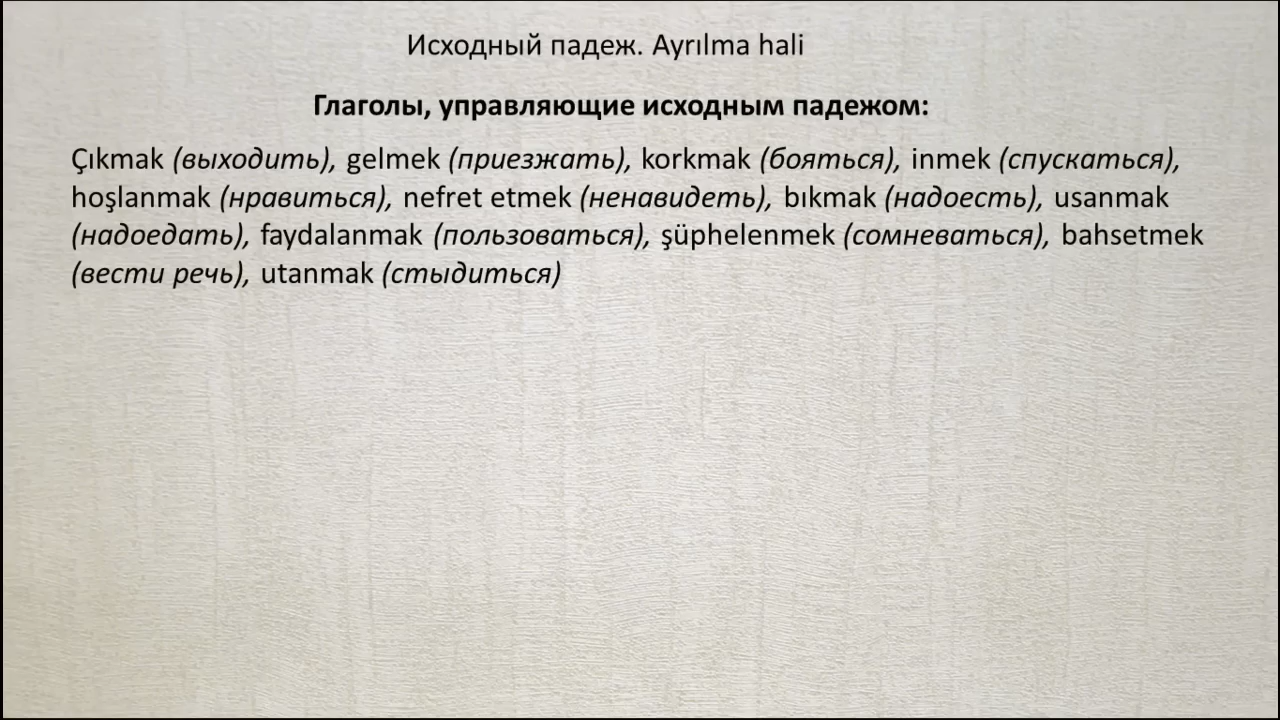 Исходный падеж. Ayrılma hali
Глаголы, управляющие исходным падежом:
Çıkmak (выходить), gelmek (приезжать), korkmak (бояться), inmek (спускаться),
hoşlanmak (нравиться), nefret etmek (ненавидеть), bıkmak (надоесть), usanmak
(надоедать), faydalanmak (пользоваться), şüphelenmek (сомневаться), bahsetmek
(вести речь), utanmak (стыдиться)